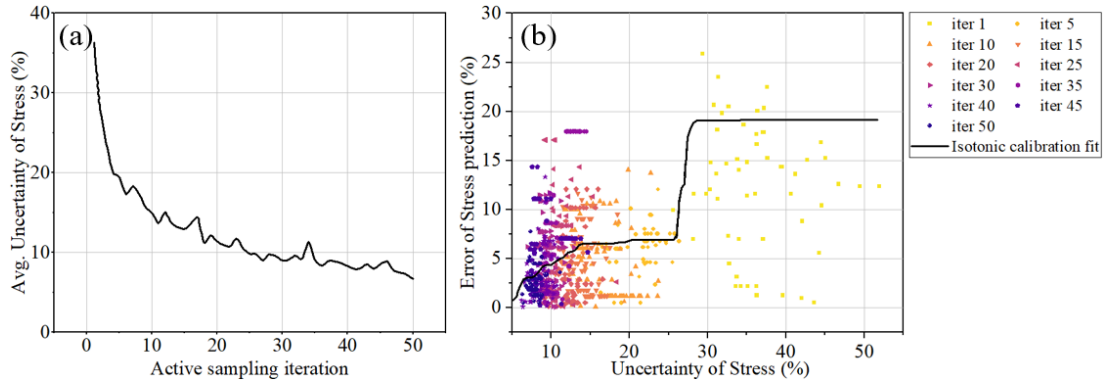 (a)
Avg. Uncertainty of Stress (%)
40
30
20
10
0
0 10 20 30 40 50
Active sampling iteration
(b)
Error of Stress prediction (%)
30
25
20
15
10
5
0
10 20 30 40 50
Uncertainty of Stress (%)
iter 1 iter 5
iter 10 iter 15
iter 20 iter 25
iter 30 iter 35
iter 40 iter 45
iter 50
Isotonic calibration fit